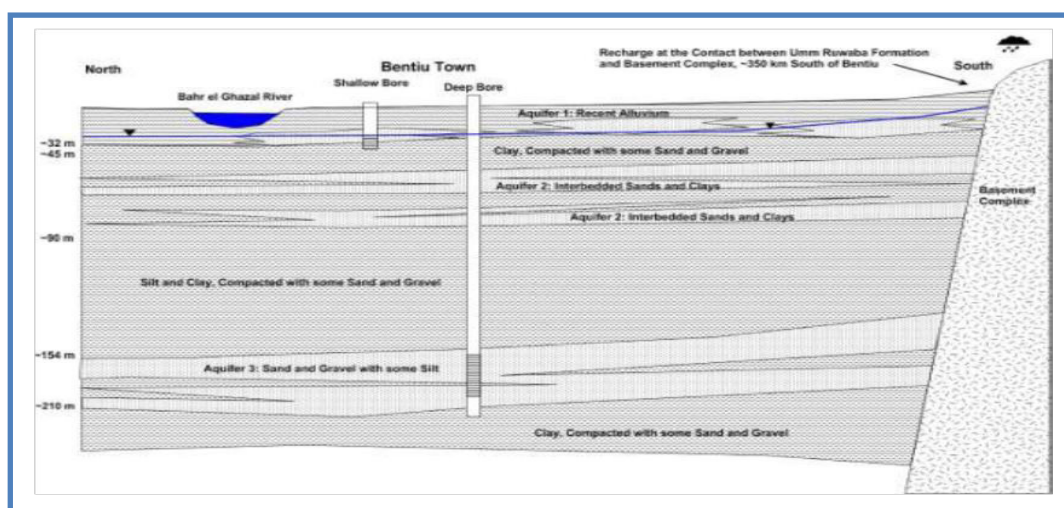 Recharge at the Contact between Umm Ruwaba Formation
and Basement Complex, ~350 km South of Bentiu
North
Bentiu Town
South
Shallow Bore
Deep Bore
Bahr el Ghazal River
Aquifer 1: Recent Alluvium
~32 m
~45 m
Clay, Compacted with some Sand and Gravel
Aquifer 2: Interbedded Sands and Clays
Basement
Complex
Aquifer 2: Interbedded Sands and Clays
~90 m
Silt and Clay, Compacted with some Sand and Gravel
~154 m
Aquifer 3: Sand and Gravel with some Silt
~210 m
Clay, Compacted with some Sand and Gravel